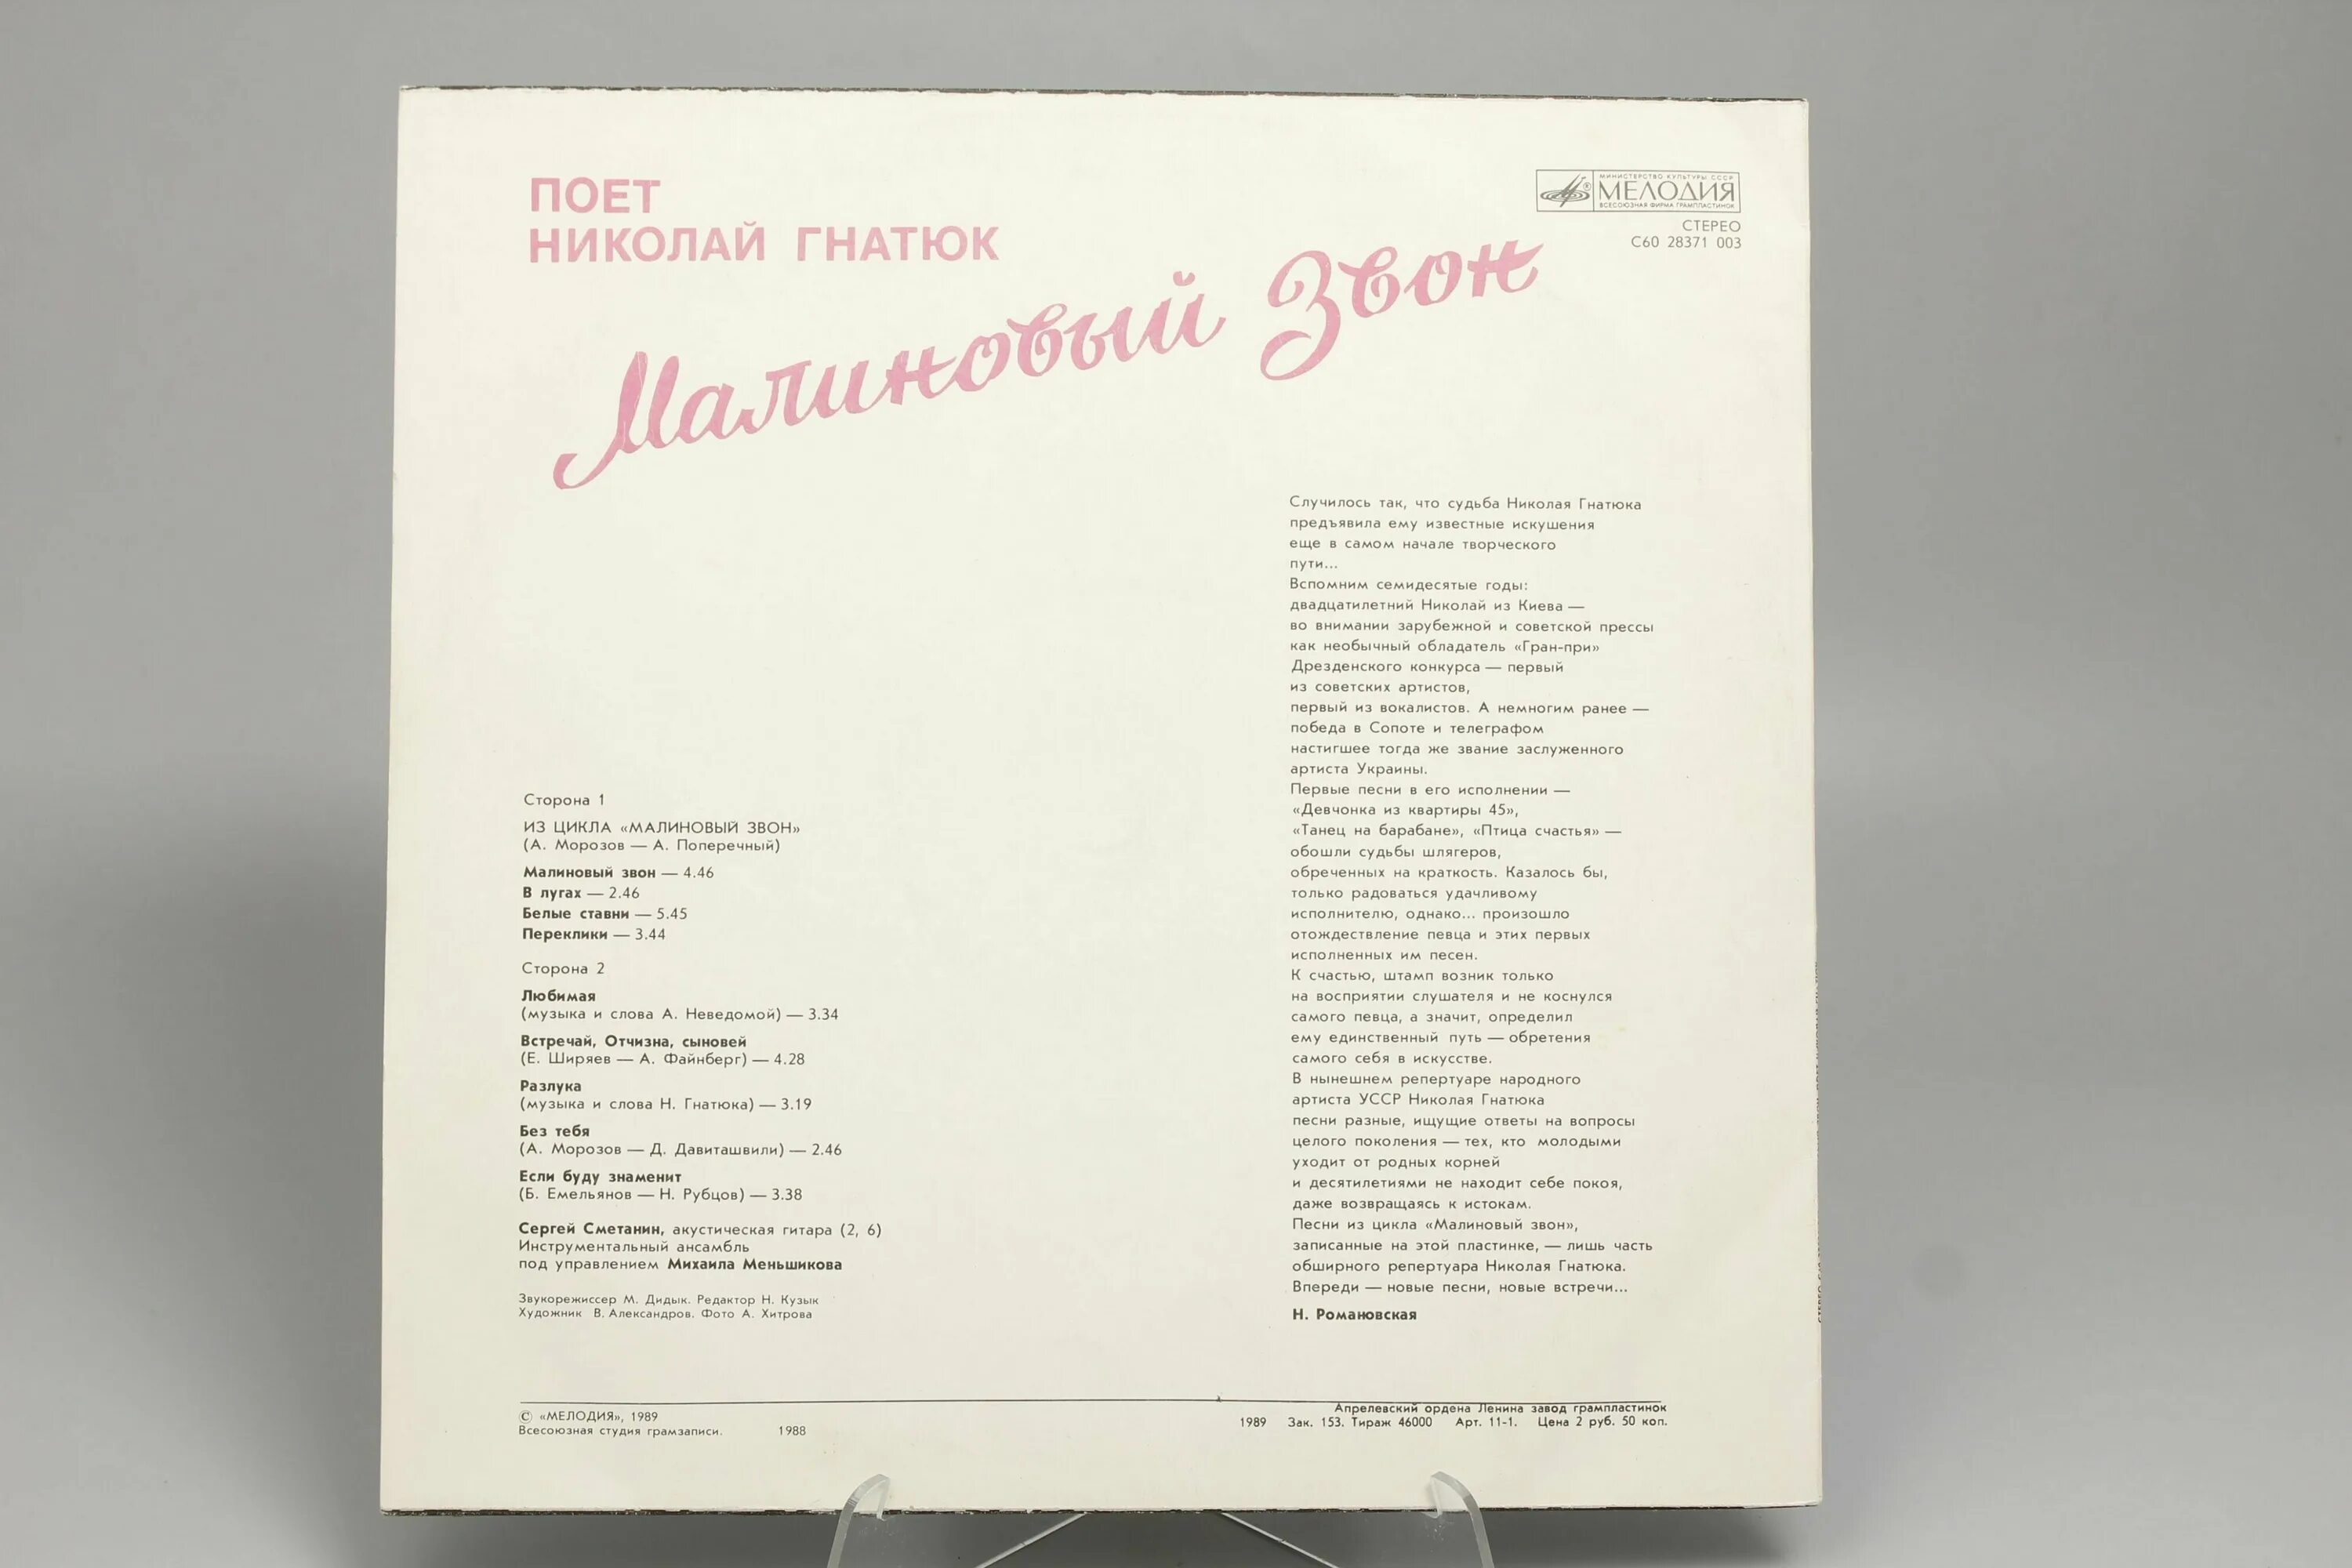 ПОЕТ
НИКОЛАЙ ГНАТЮК
Малиновый Звон
МИНИСТЕРСТВО КУЛЬТУРЫ СССР
МЕЛОДИЯ
ВСЕСОЮЗНАЯ ФИРМА ГРАМПЛАСТИНОК
СТЕРЕО
С60 28371 003
Сторона 1
ИЗ ЦИКЛА «МАЛИНОВЫЙ ЗВОН»
(А. Морозов — А. Поперечный)
Малиновый звон — 4.46
В лугах — 2.46
Белые ставни — 5.45
Переклики — 3.44
Сторона 2
Любимая
(музыка и слова А. Неведомой) — 3.34
Встречай, Отчизна, сыновей
(Е. Ширяев — А. Файнберг) — 4.28
Разлука
(музыка и слова Н. Гнатюка) — 3.19
Без тебя
(А. Морозов — Д. Давиташвили) — 2.46
Если буду знаменит
(Б. Емельянов — Н. Рубцов) — 3.38
Сергей Сметанин, акустическая гитара (2, 6)
Инструментальный ансамбль
под управлением Михаила Меньшикова
Звукорежиссер М. Дидык. Редактор Н. Кузык
Художник В. Александров. Фото А. Хитрова
Случилось так, что судьба Николая Гнатюка
предъявила ему известные искушения
еще в самом начале творческого
пути...
Вспомним семидесятые годы:
двадцатилетний Николай из Киева —
во внимании зарубежной и советской прессы
как необычный обладатель «Гран-при»
Дрезденского конкурса — первый
из советских артистов,
первый из вокалистов. А немногим ранее —
победа в Сопоте и телеграфом
настигшее тогда же звание заслуженного
артиста Украины.
Первые песни в его исполнении —
«Девчонка из квартиры 45»,
«Танец на барабане», «Птица счастья» —
обошли судьбы шлягеров,
обреченных на краткость. Казалось бы,
только радоваться удачливому
исполнителю, однако... произошло
отождествление певца и этих первых
исполненных им песен.
К счастью, штамп возник только
на восприятии слушателя и не коснулся
самого певца, а значит, определил
ему единственный путь — обретения
самого себя в искусстве.
В нынешнем репертуаре народного
артиста УССР Николая Гнатюка
песни разные, ищущие ответы на вопросы
целого поколения — тех, кто молодыми
уходит от родных корней
и десятилетиями не находит себе покоя,
даже возвращаясь к истокам.
Песни из цикла «Малиновый звон»,
записанные на этой пластинке, — лишь часть
обширного репертуара Николая Гнатюка.
Впереди — новые песни, новые встречи...
Н. Романовская
© «МЕЛОДИЯ», 1989
Всесоюзная студия грамзаписи. 1988
Апрелевский ордена Ленина завод грампластинок
1989 Зак. 153. Тираж 46000 Арт. 11-1. Цена 2 руб. 50 коп.